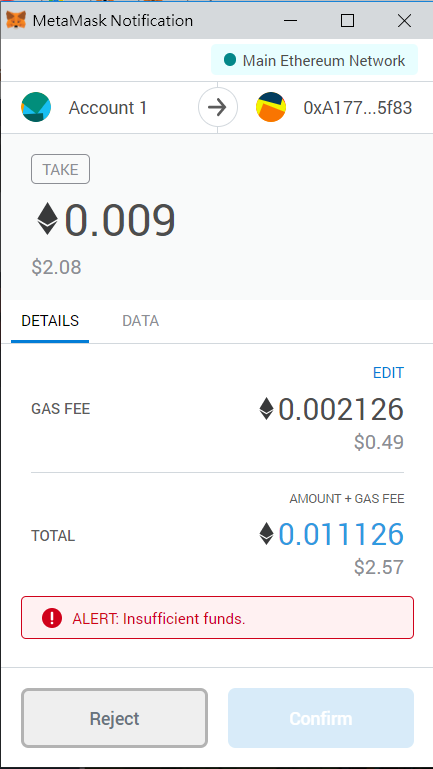 MetaMask Notification
Main Ethereum Network
Account 1
0xA177...5f83
TAKE
0.009
$2.08
DETAILS DATA
EDIT
GAS FEE 0.002126
$0.49
AMOUNT + GAS FEE
TOTAL 0.011126
$2.57
ALERT: Insufficient funds.
Reject Confirm